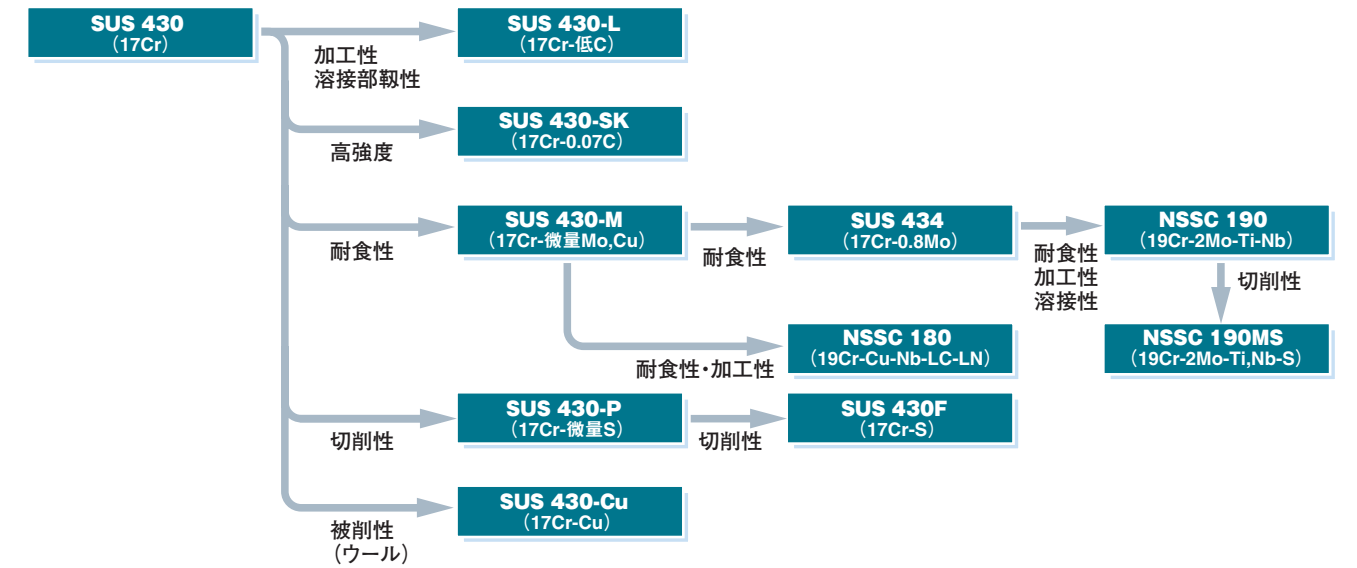 SUS 430
（17Cr）
加工性
溶接部靱性
SUS 430-L
（17Cr-低C）
高強度
SUS 430-SK
（17Cr-0.07C）
耐食性
SUS 430-M
（17Cr-微量Mo,Cu）
耐食性
SUS 434
（17Cr-0.8Mo）
耐食性
加工性
溶接性
NSSC 190
（19Cr-2Mo-Ti-Nb）
切削性
NSSC 190MS
（19Cr-2Mo-Ti,Nb-S）
耐食性・加工性
NSSC 180
（19Cr-Cu-Nb-LC-LN）
切削性
SUS 430-P
（17Cr-微量S）
切削性
SUS 430F
（17Cr-S）
被削性
（ウール）
SUS 430-Cu
（17Cr-Cu）